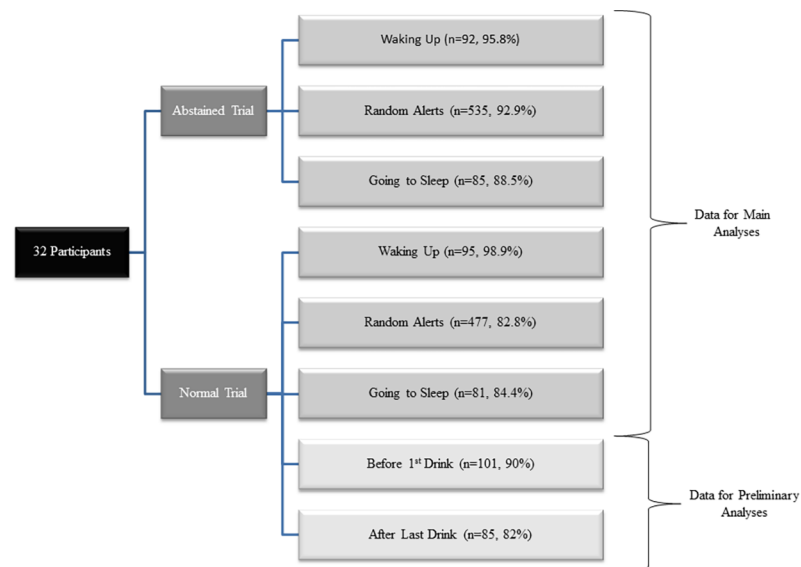 Waking Up (n=92, 95.8%)
Abstained Trial
Random Alerts (n=535, 92.9%)
Going to Sleep (n=85, 88.5%)
Data for Main
Analyses
32 Participants
Waking Up (n=95, 98.9%)
Random Alerts (n=477, 82.8%)
Normal Trial
Going to Sleep (n=81, 84.4%)
Before 1st Drink (n=101, 90%)
Data for Preliminary
Analyses
After Last Drink (n=85, 82%)